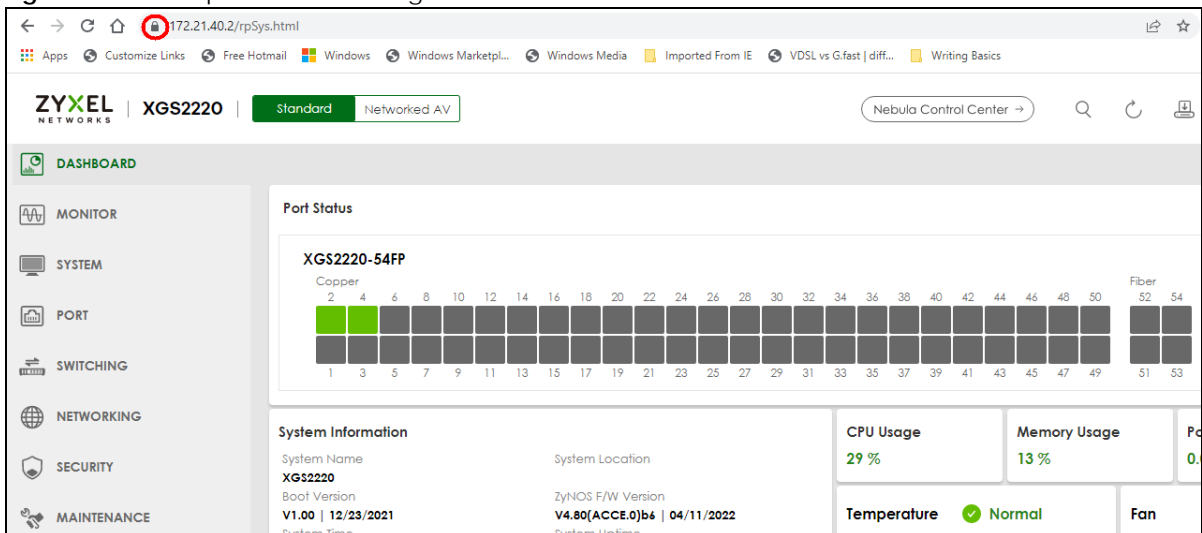 172.21.40.2/rpSys.html
Apps Customize Links Free Hotmail Windows Windows Marketpl... Windows Media Imported From IE VDSL vs G.fast | diff... Writing Basics
ZYXEL NETWORKS | XGS2220 | Standard Networked AV Nebula Control Center →
DASHBOARD
MONITOR
SYSTEM
PORT
SWITCHING
NETWORKING
SECURITY
MAINTENANCE
Port Status
XGS2220-54FP
Copper Fiber
2 4 6 8 10 12 14 16 18 20 22 24 26 28 30 32 34 36 38 40 42 44 46 48 50 52 54
1 3 5 7 9 11 13 15 17 19 21 23 25 27 29 31 33 35 37 39 41 43 45 47 49 51 53
System Information
System Name System Location
XGS2220
Boot Version ZyNOS F/W Version
V1.00 | 12/23/2021 V4.80(ACCE.0)b6 | 04/11/2022
System Time System Uptime
CPU Usage Memory Usage
29 % 13 %
Temperature Normal Fan